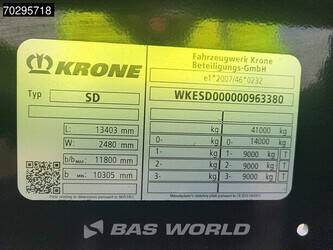 70295718
KRONE
Fahrzeugwerk Krone
Beteiligungs-GmbH
e1*2007/46*0232
Typ SD
WKESD000000963380
L: 13403 mm
W: 2480 mm
b/b max: 11800 mm
b min: 10305 mm
kg 41000 kg
0- kg 0- 14000 kg
1- kg 1- 9000 kg T
2- kg 2- 9000 kg T
3- kg 3- 9000 kg T
BAS WORLD